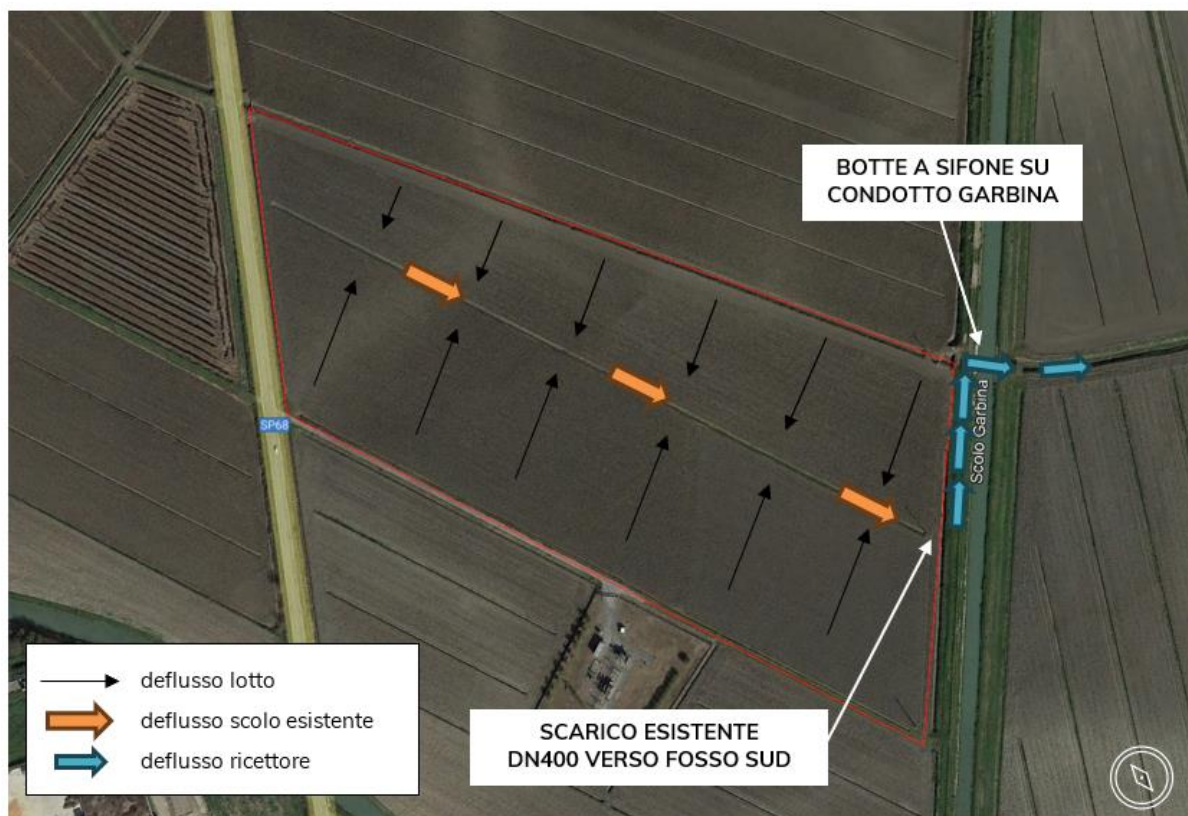 BOTTE A SIFONE SU
CONDOTTO GARBINA
Scolo Garbina
SP68
deflusso lotto
deflusso scolo esistente
deflusso ricettore
SCARICO ESISTENTE
DN400 VERSO FOSSO SUD